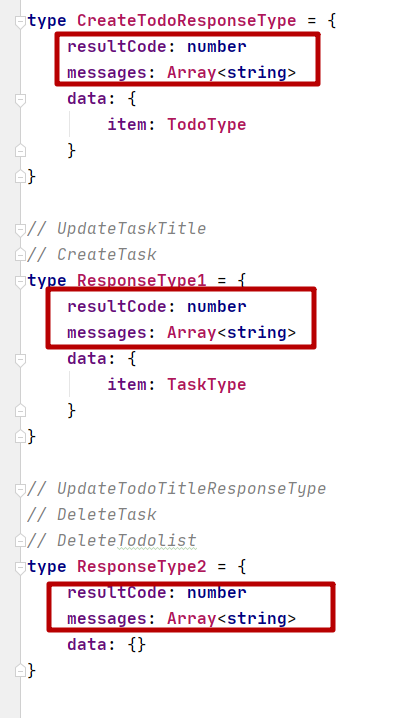 type CreateTodoResponseType = {
resultCode: number
messages: Array<string>
data: {
item: TodoType
}
}
// UpdateTaskTitle
// CreateTask
type ResponseType1 = {
resultCode: number
messages: Array<string>
data: {
item: TaskType
}
}
// UpdateTodoTitleResponseType
// DeleteTask
// DeleteTodolist
type ResponseType2 = {
resultCode: number
messages: Array<string>
data: {}
}